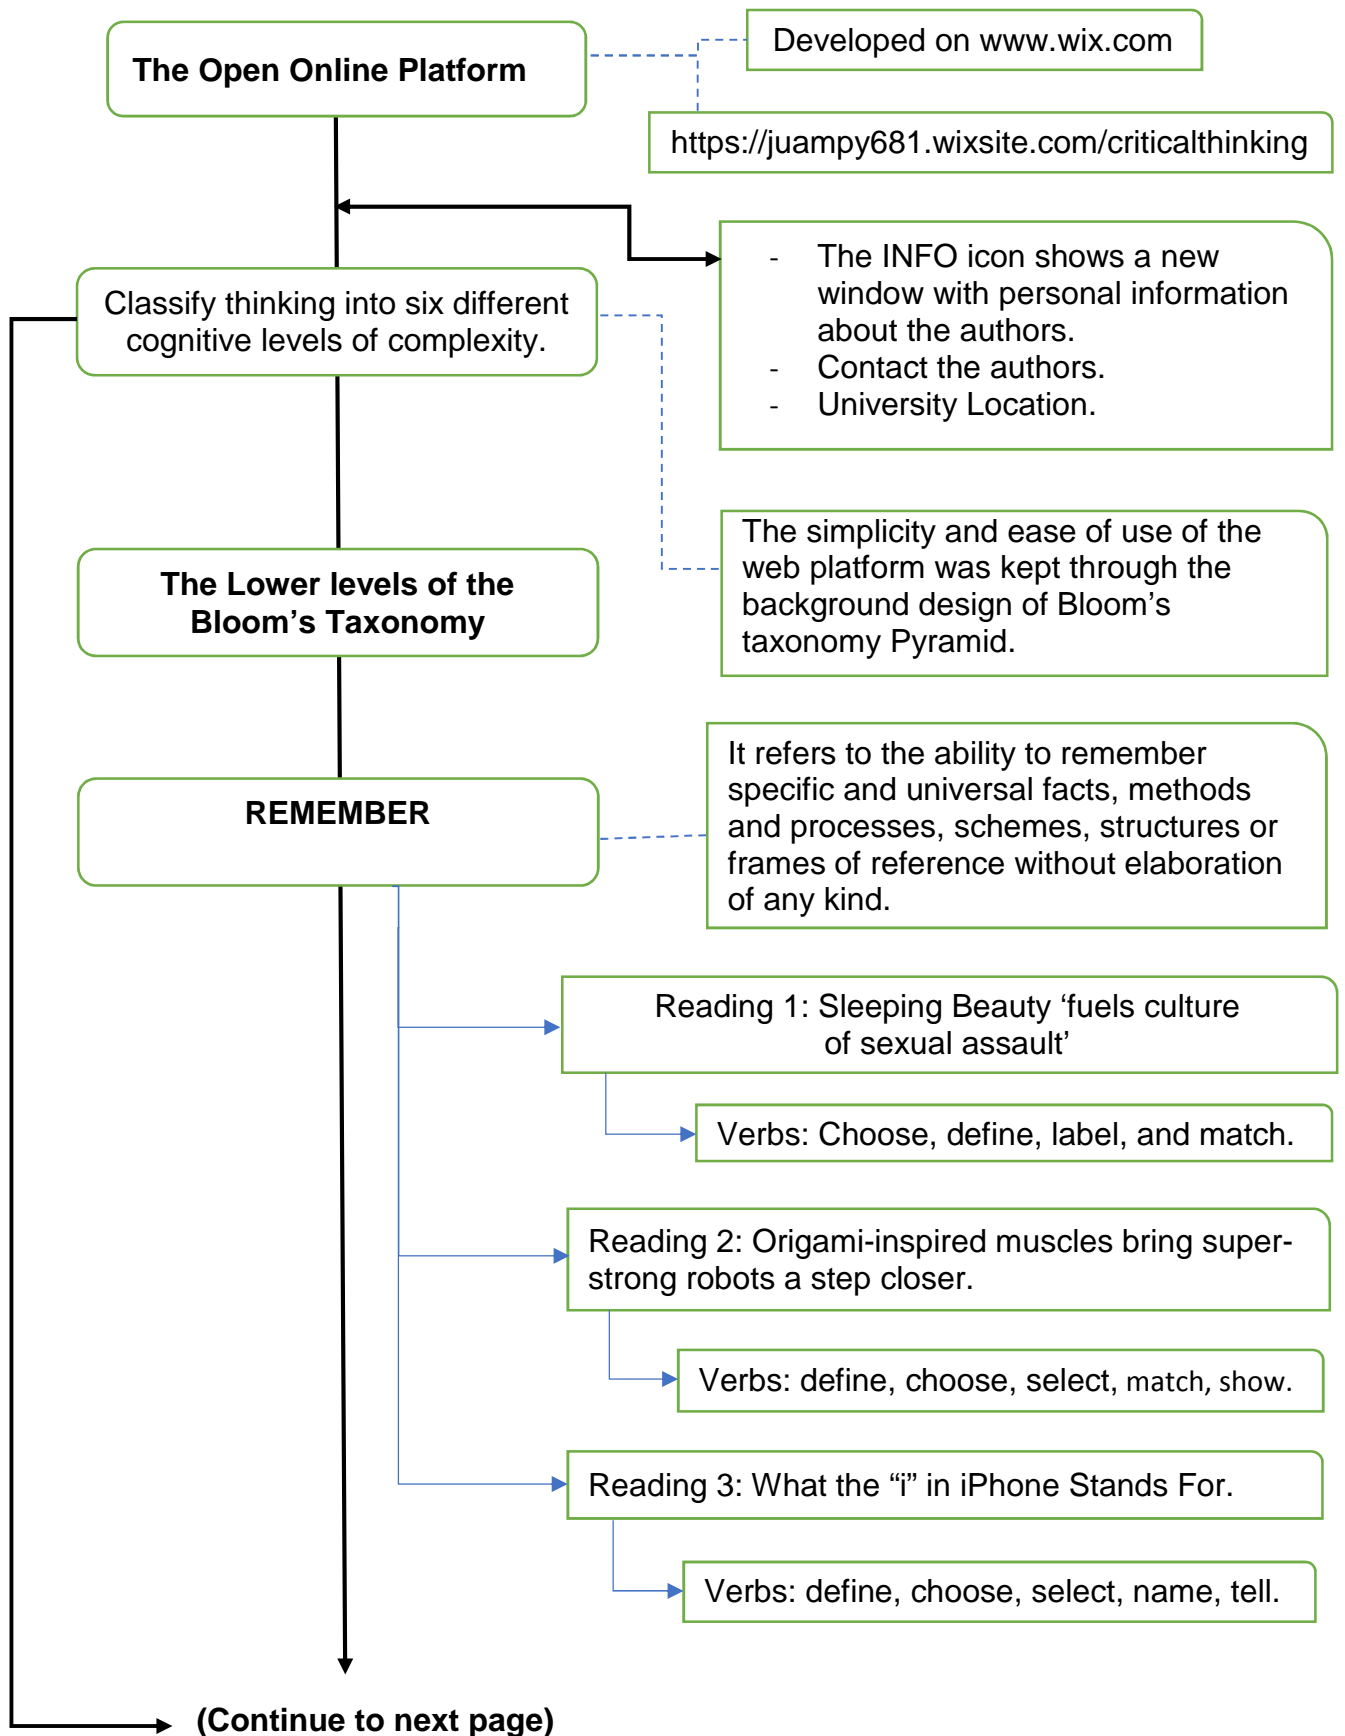 The Open Online Platform
Developed on www.wix.com
https://juampy681.wixsite.com/criticalthinking
- The INFO icon shows a new
window with personal information
about the authors.
- Contact the authors.
- University Location.
Classify thinking into six different
cognitive levels of complexity.
The simplicity and ease of use of the
web platform was kept through the
background design of Bloom’s
taxonomy Pyramid.
The Lower levels of the
Bloom’s Taxonomy
REMEMBER
It refers to the ability to remember
specific and universal facts, methods
and processes, schemes, structures or
frames of reference without elaboration
of any kind.
Reading 1: Sleeping Beauty ‘fuels culture
of sexual assault’
Verbs: Choose, define, label, and match.
Reading 2: Origami-inspired muscles bring super-
strong robots a step closer.
Verbs: define, choose, select, match, show.
Reading 3: What the “i” in iPhone Stands For.
Verbs: define, choose, select, name, tell.
(Continue to next page)